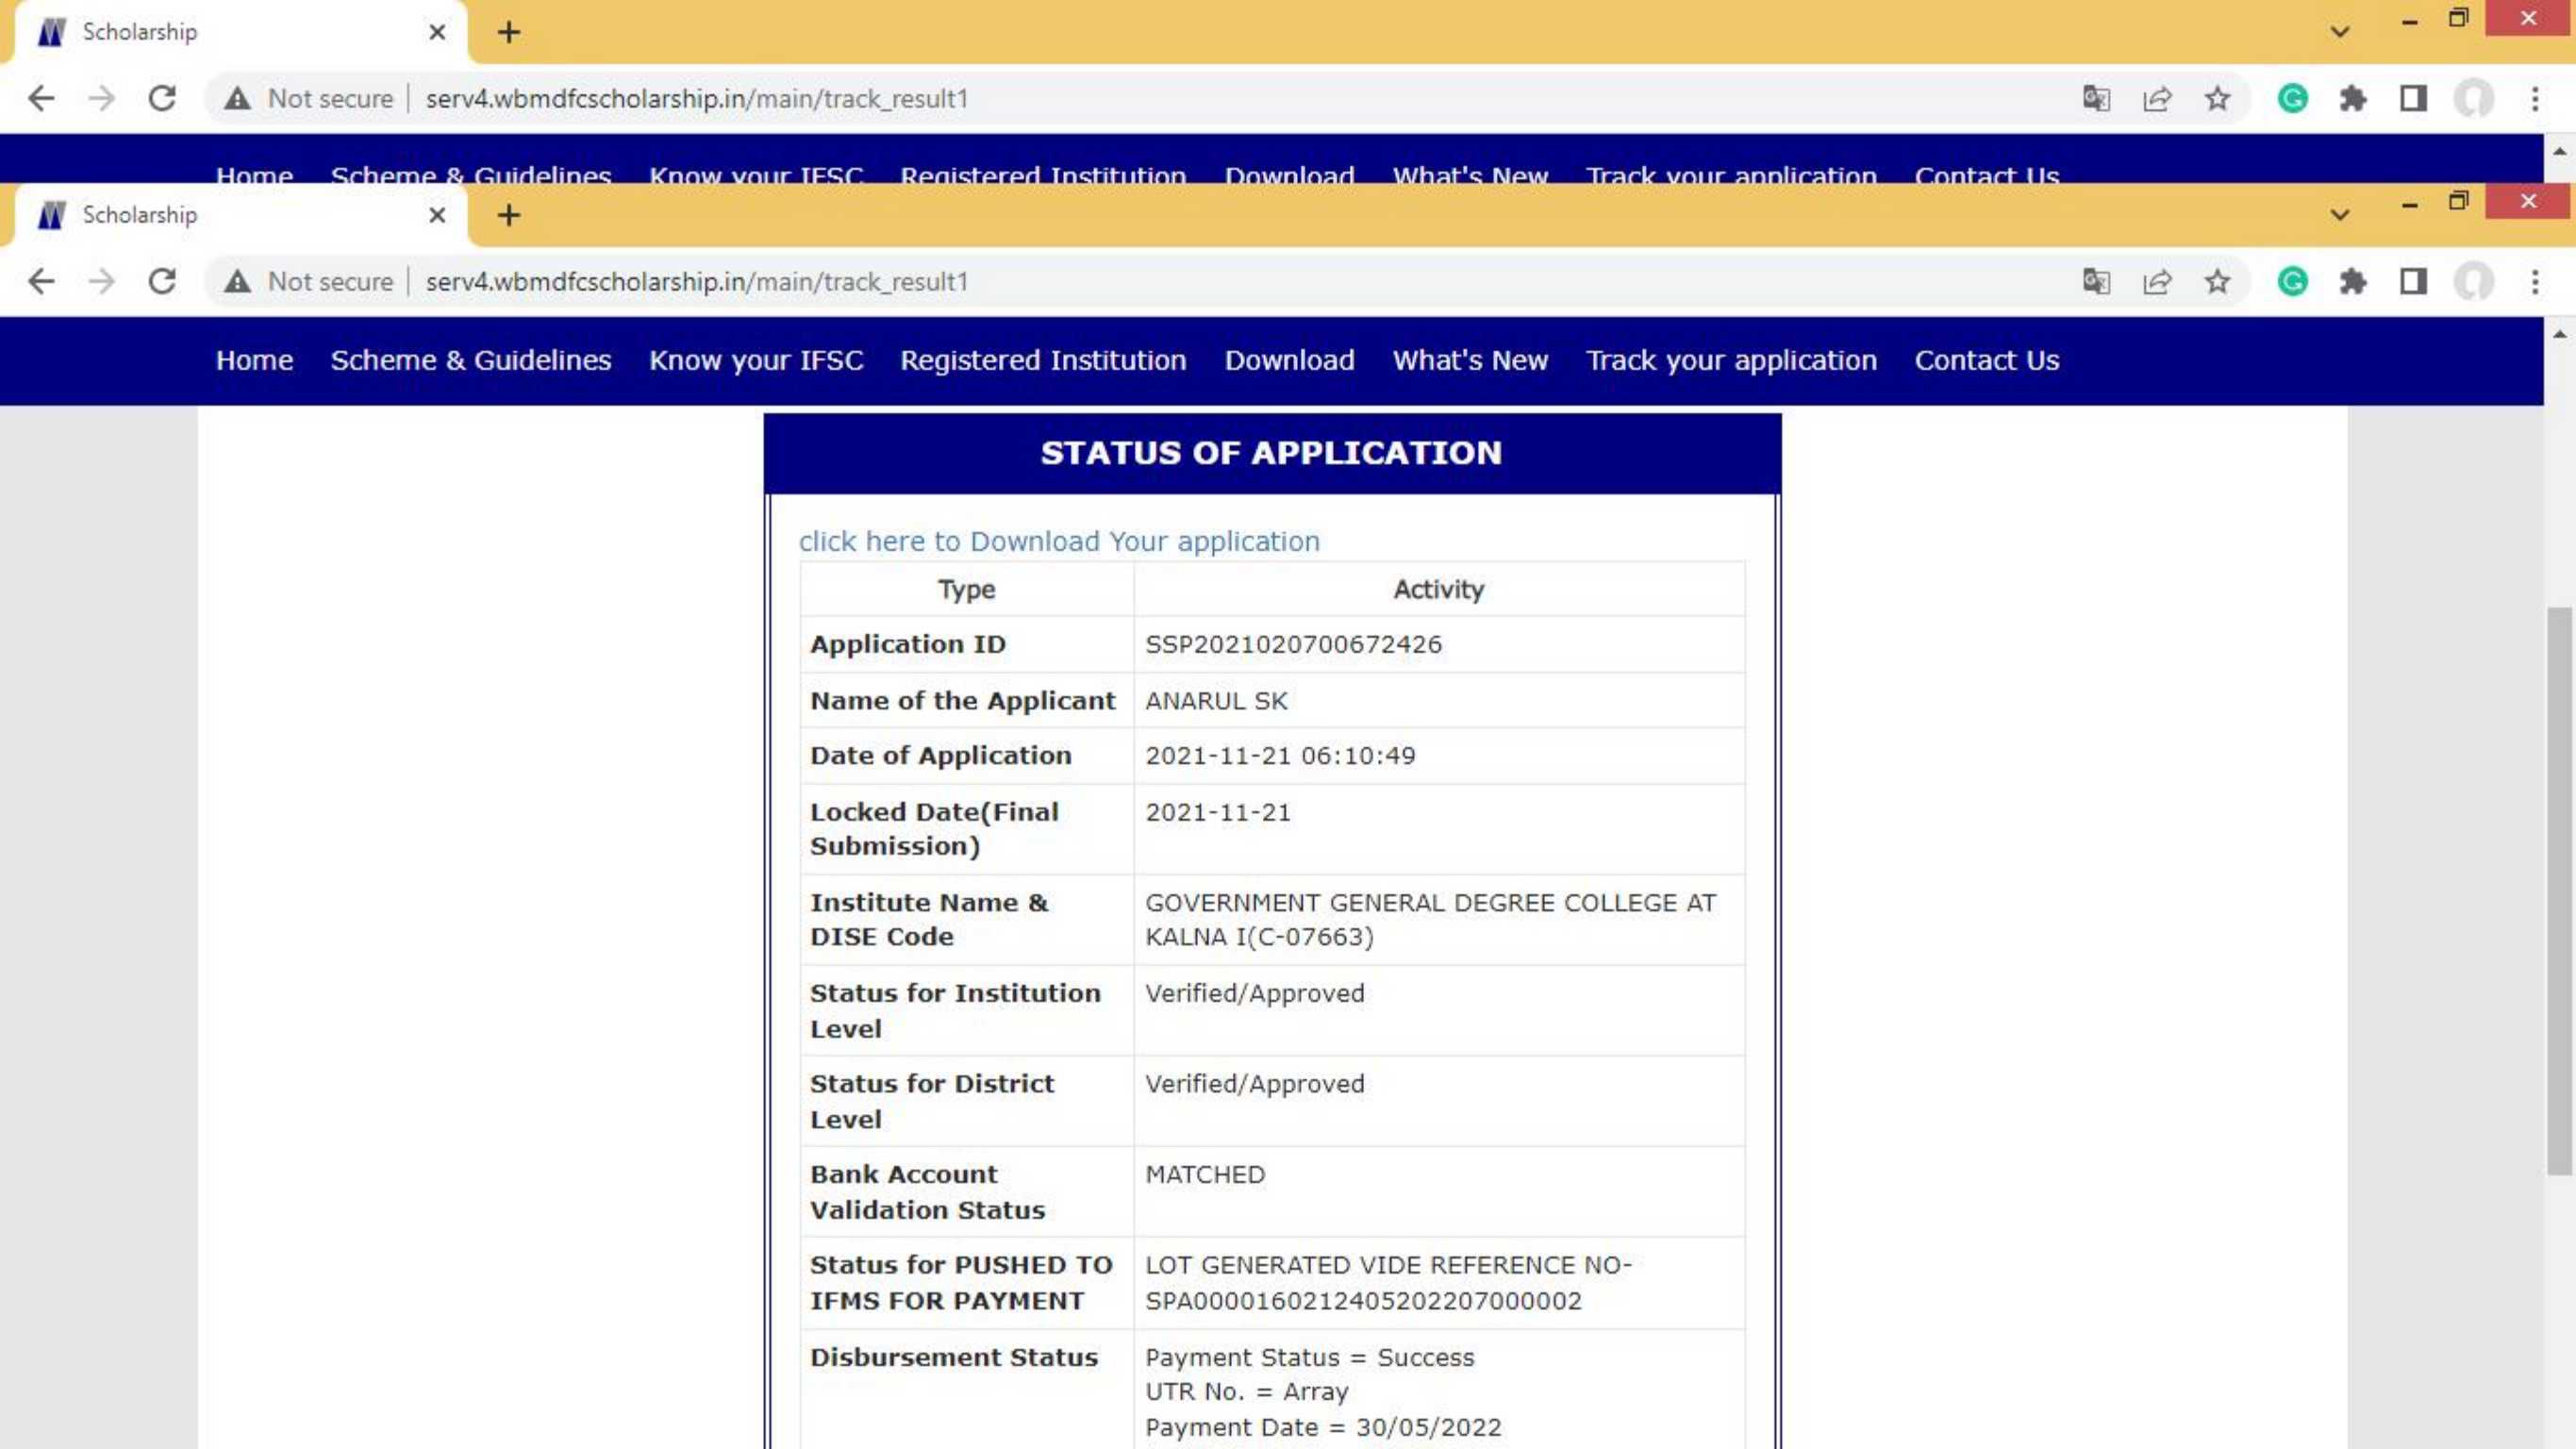 Scholarship
Not secure serv4.wbmdfcscholarship.in/main/track_result1
Home Scheme & Guidelines Know your IFSC Registered Institution Download What's New Track your application Contact Us
Scholarship
Not secure serv4.wbmdfcscholarship.in/main/track_result1
Home Scheme & Guidelines Know your IFSC Registered Institution Download What's New Track your application Contact Us
STATUS OF APPLICATION
click here to Download Your application
Type Activity
Application ID SSP2021020700672426
Name of the Applicant ANARUL SK
Date of Application 2021-11-21 06:10:49
Locked Date(Final 2021-11-21
Submission)
Institute Name & GOVERNMENT GENERAL DEGREE COLLEGE AT
DISE Code KALNA I(C-07663)
Status for Institution Verified/Approved
Level
Status for District Verified/Approved
Level
Bank Account MATCHED
Validation Status
Status for PUSHED TO LOT GENERATED VIDE REFERENCE NO-
IFMS FOR PAYMENT SPA00001602124052022070000​02
Disbursement Status Payment Status = Success
UTR No. = Array
Payment Date = 30/05/2022